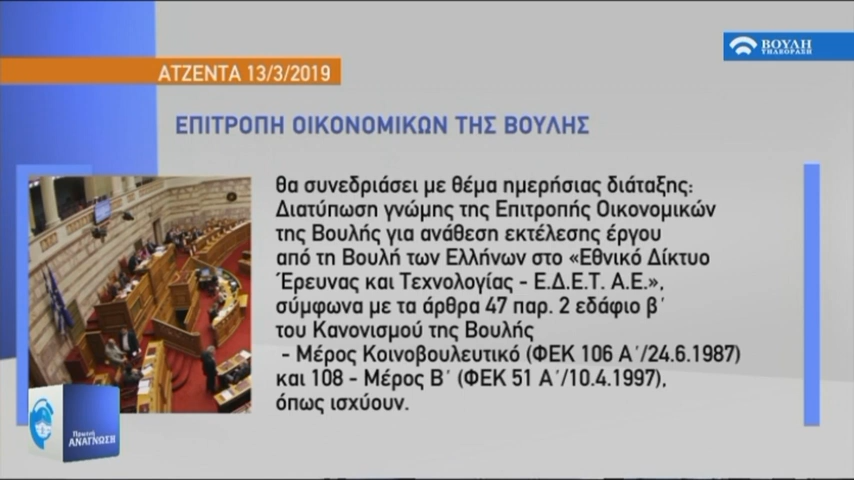 ΒΟΥΛΗ
ΤΗΛΕΟΡΑΣΗ
ΑΤΖΕΝΤΑ 13/3/2019
ΕΠΙΤΡΟΠΗ ΟΙΚΟΝΟΜΙΚΩΝ ΤΗΣ ΒΟΥΛΗΣ
θα συνεδριάσει με θέμα ημερήσιας διάταξης:
Διατύπωση γνώμης της Επιτροπής Οικονομικών
της Βουλής για ανάθεση εκτέλεσης έργου
από τη Βουλή των Ελλήνων στο «Εθνικό Δίκτυο
Έρευνας και Τεχνολογίας - Ε.Δ.Ε.Τ. Α.Ε.»,
σύμφωνα με τα άρθρα 47 παρ. 2 εδάφιο β΄
του Κανονισμού της Βουλής
- Μέρος Κοινοβουλευτικό (ΦΕΚ 106 Α΄/24.6.1987)
και 108 - Μέρος Β΄ (ΦΕΚ 51 Α΄/10.4.1997),
όπως ισχύουν.
Πρωινή
ΑΝΑΓΝΩΣΗ